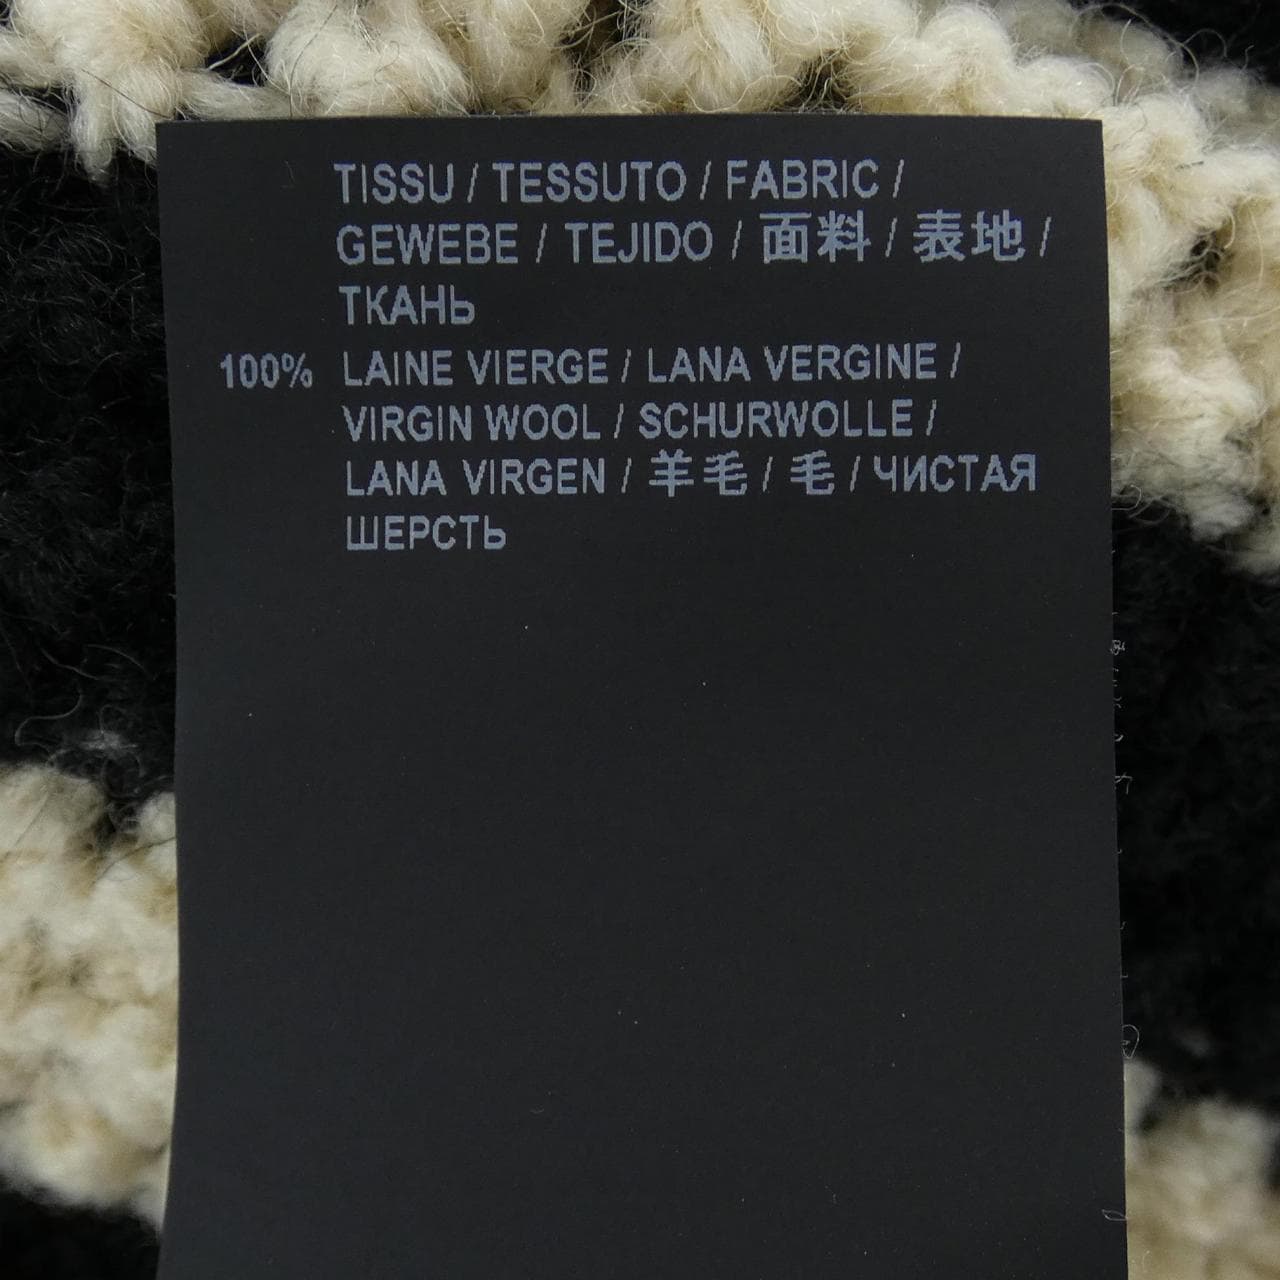 TISSU / TESSUTO / FABRIC /
GEWEBE / TEJIDO / 面料 / 表地 /
ТКАНЬ
100% LAINE VIERGE / LANA VERGINE /
VIRGIN WOOL / SCHURWOLLE /
LANA VIRGEN / 羊毛 / 毛 / ЧИСТАЯ
ШЕРСТЬ